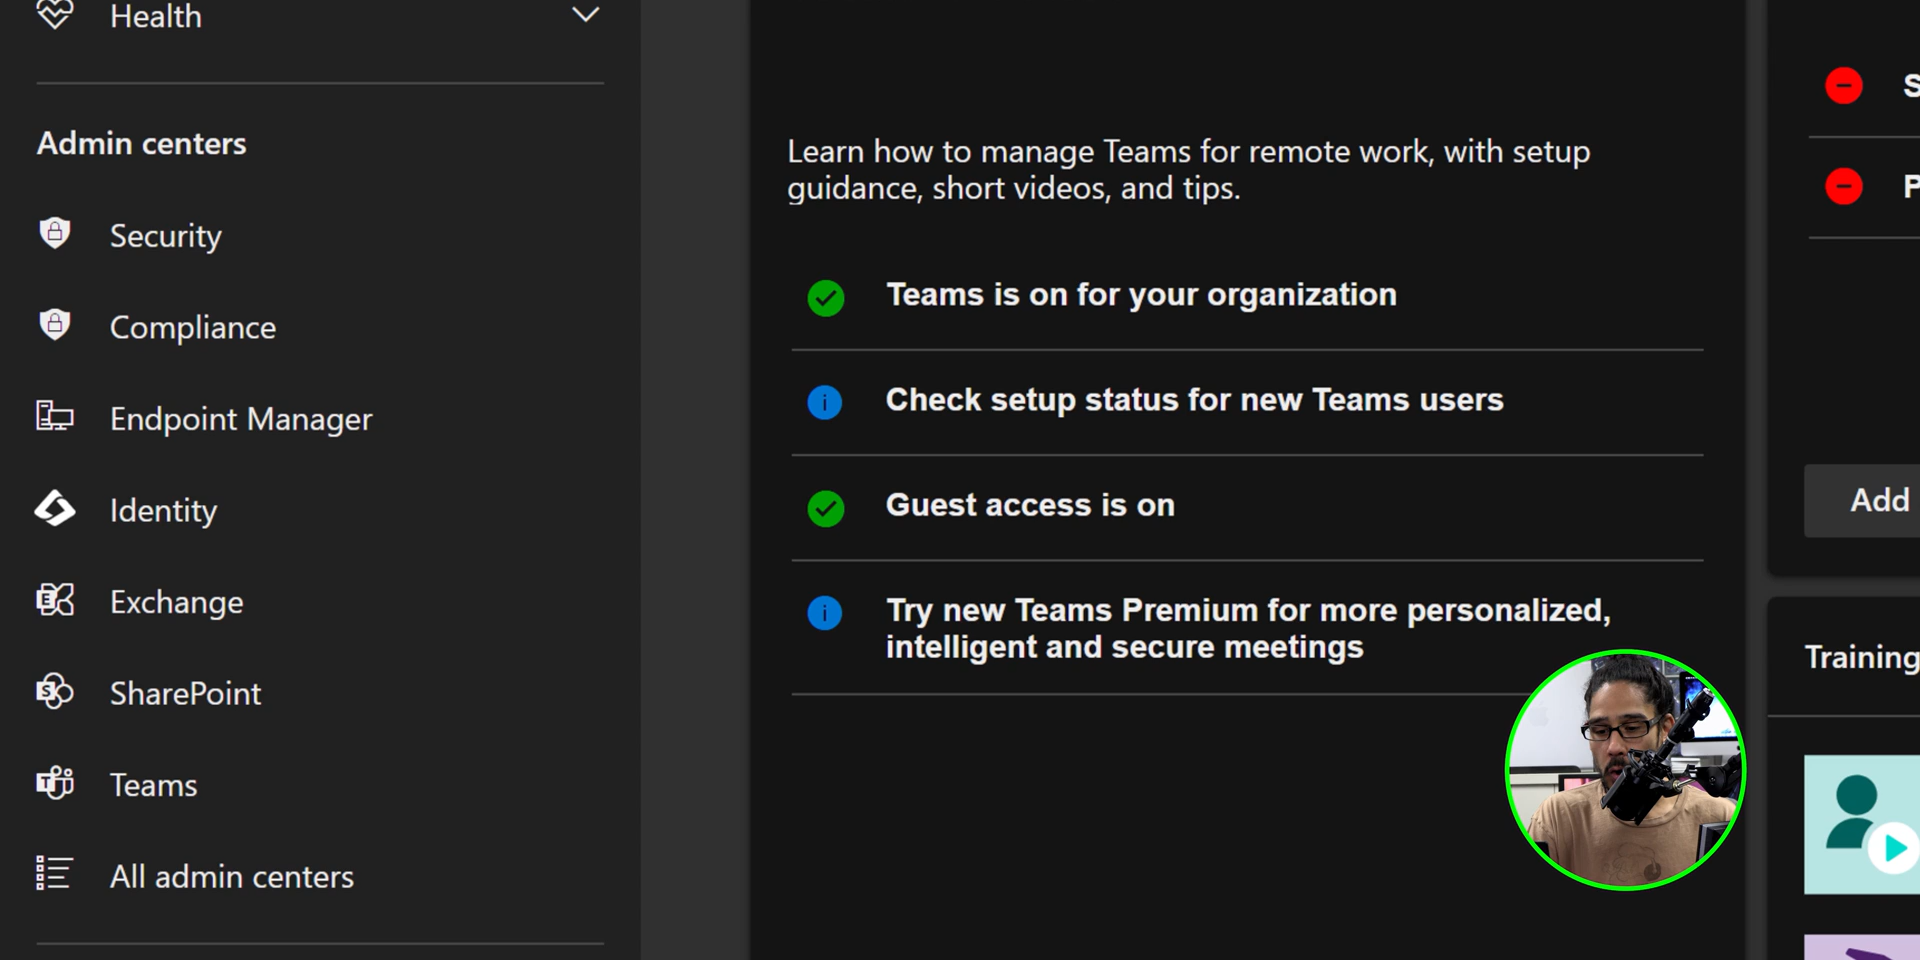 Health
Admin centers
Security
Compliance
Endpoint Manager
Identity
Exchange
SharePoint
Teams
All admin centers
Learn how to manage Teams for remote work, with setup
guidance, short videos, and tips.
Teams is on for your organization
Check setup status for new Teams users
Guest access is on
Try new Teams Premium for more personalized,
intelligent and secure meetings
S
P
Add
Training